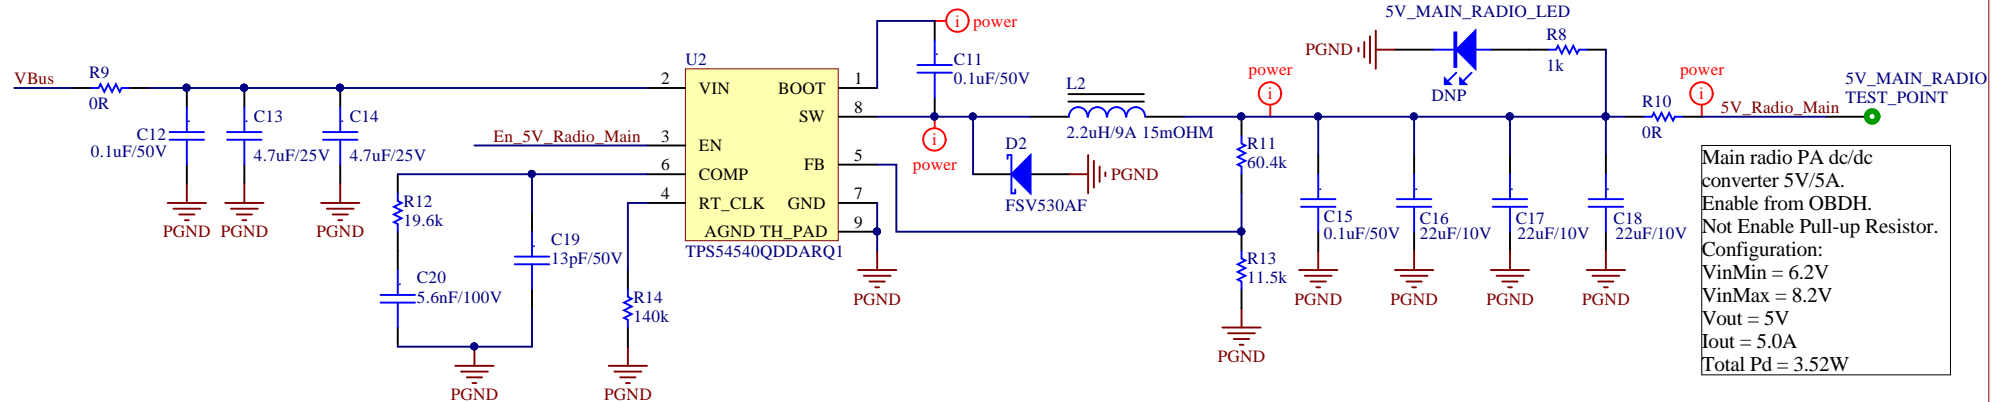 5V_MAIN_RADIO_LED
PGND
R8
1k
DNP
i power
C11
0.1uF/50V
VBus
R9
0R
U2
2 VIN
BOOT 1
SW 8
En_5V_Radio_Main 3 EN
FB 5
6 COMP
4 RT_CLK
GND 7
AGND TH_PAD 9
TPS54540QDDARQ1
C12
0.1uF/50V
C13
4.7uF/25V
C14
4.7uF/25V
PGND
PGND
PGND
R12
19.6k
C20
5.6nF/100V
C19
13pF/50V
PGND
R14
140k
PGND
PGND
i
power
L2
2.2uH/9A 15mOHM
D2
FSV530AF
PGND
power
i
R11
60.4k
R13
11.5k
PGND
C15
0.1uF/50V
PGND
C16
22uF/10V
PGND
C17
22uF/10V
PGND
C18
22uF/10V
PGND
R10
0R
power
i
5V_Radio_Main
5V_MAIN_RADIO
TEST_POINT
Main radio PA dc/dc
converter 5V/5A.
Enable from OBDH.
Not Enable Pull-up Resistor.
Configuration:
VinMin = 6.2V
VinMax = 8.2V
Vout = 5V
Iout = 5.0A
Total Pd = 3.52W